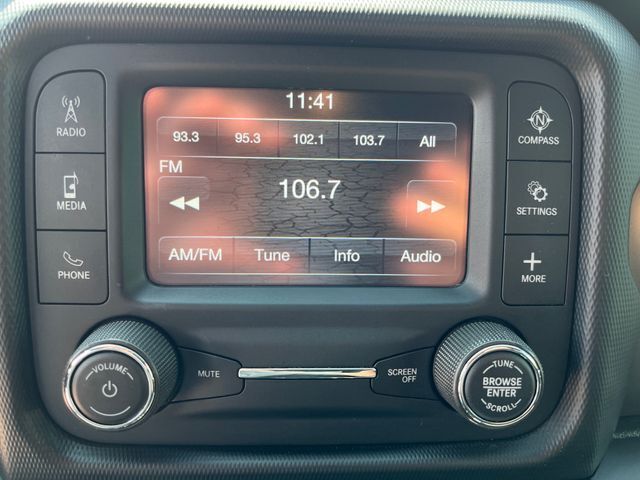 11:41
93.3 95.3 102.1 103.7 All
FM
106.7
AM/FM Tune Info Audio
RADIO
MEDIA
PHONE
N
COMPASS
SETTINGS
MORE
VOLUME
MUTE
SCREEN
OFF
TUNE
BROWSE
ENTER
SCROLL